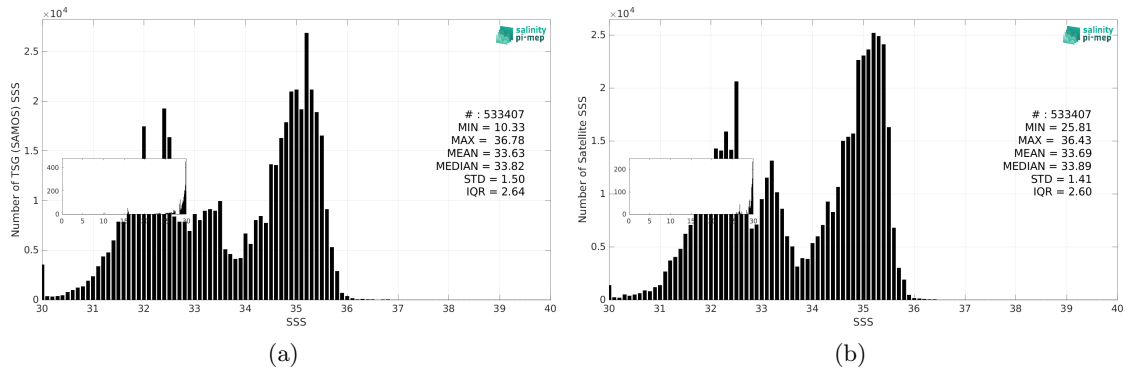 ×10⁴
salinity
pi-mep
Number of TSG (SAMOS) SSS
2.5
2
1.5
1
0.5
0
# : 533407
MIN = 10.33
MAX = 36.78
MEAN = 33.63
MEDIAN = 33.82
STD = 1.50
IQR = 2.64
400
200
0
0 5 10 15 20 25 30
30 31 32 33 34 35 36 37 38 39 40
SSS
(a)
×10⁴
salinity
pi-mep
Number of Satellite SSS
2.5
2
1.5
1
0.5
0
# : 533407
MIN = 25.81
MAX = 36.43
MEAN = 33.69
MEDIAN = 33.89
STD = 1.41
IQR = 2.60
200
100
0
0 5 10 15 30
30 31 32 33 34 35 36 37 38 39 40
SSS
(b)